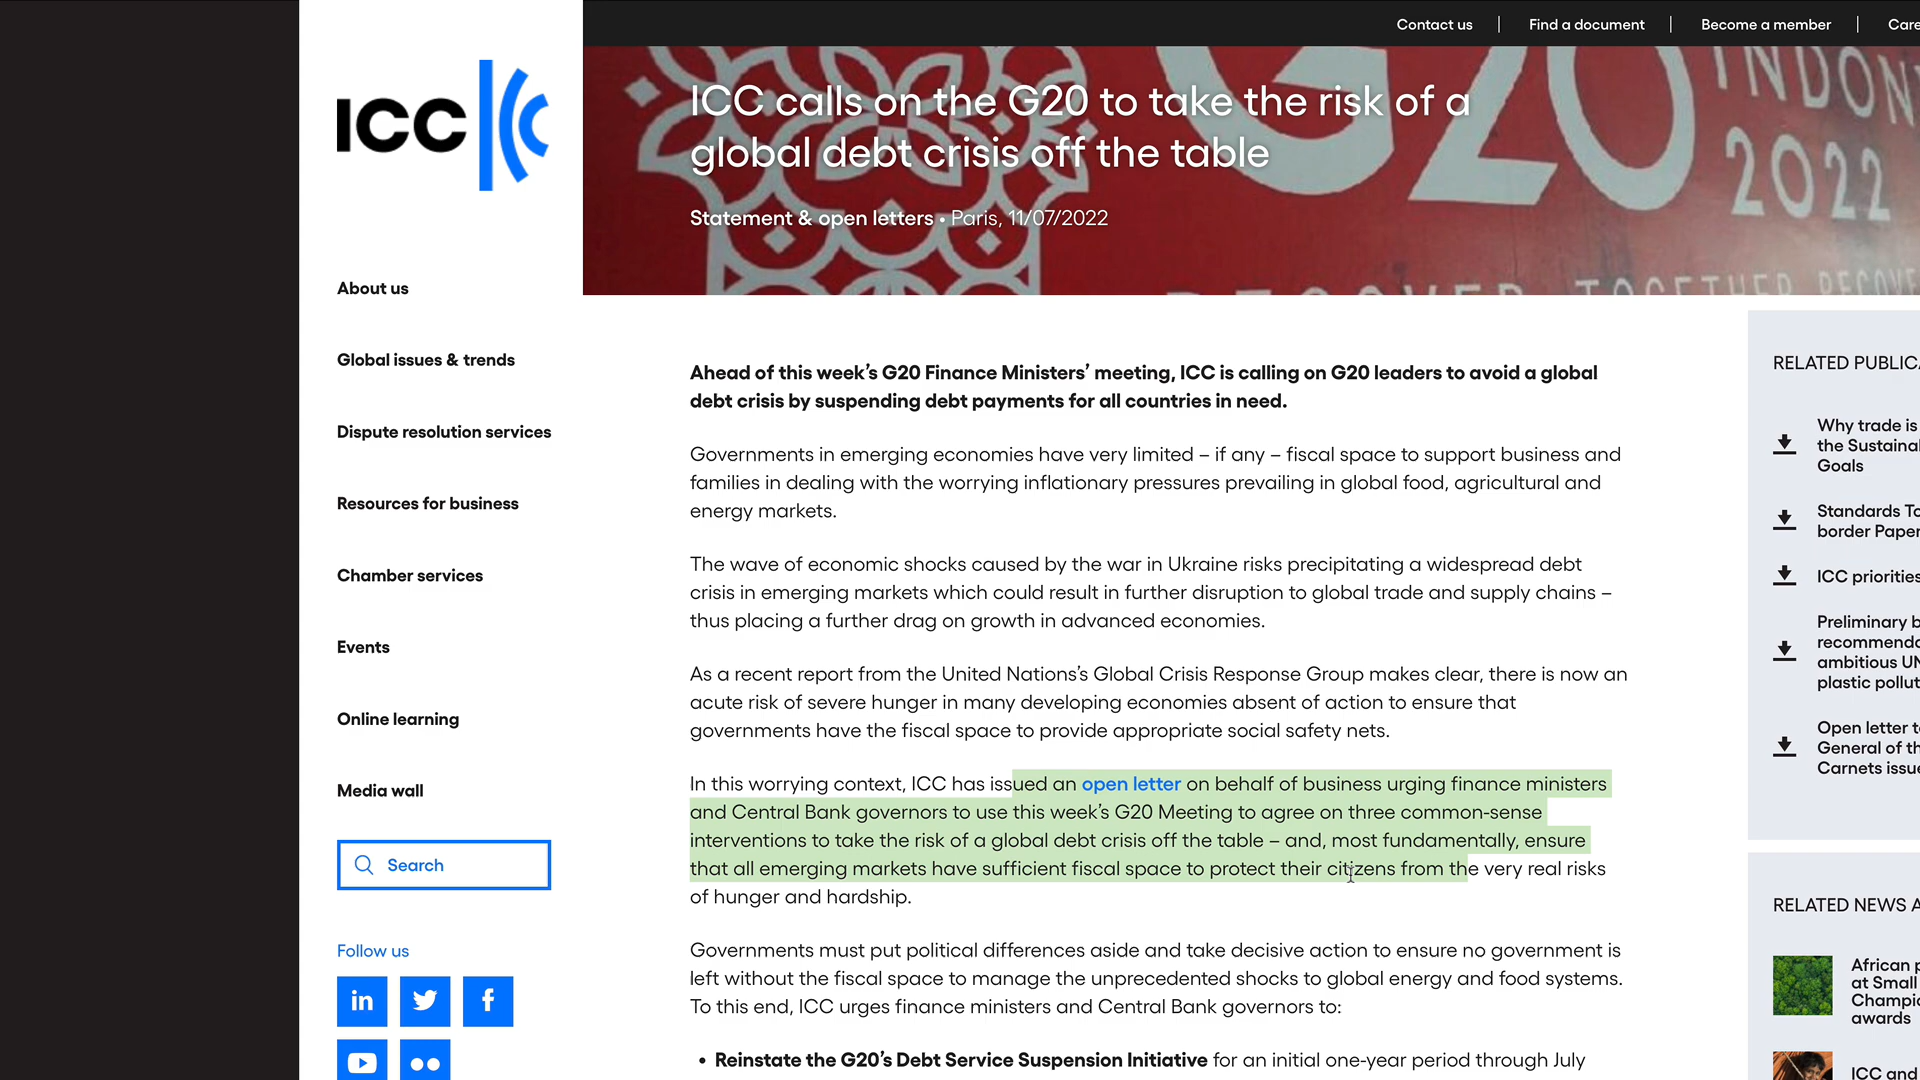 Contact us
Find a document
Become a member
ICC
ICC calls on the G20 to take the risk of a
global debt crisis off the table
Statement & open letters • Paris, 11/07/2022
G20
INDON
2022
RECOVER TOGETHER RECOVE
About us
Global issues & trends
Dispute resolution services
Resources for business
Chamber services
Events
Online learning
Media wall
Search
Follow us
in
f
Ahead of this week’s G20 Finance Ministers’ meeting, ICC is calling on G20 leaders to avoid a global
debt crisis by suspending debt payments for all countries in need.
Governments in emerging economies have very limited – if any – fiscal space to support business and
families in dealing with the worrying inflationary pressures prevailing in global food, agricultural and
energy markets.
The wave of economic shocks caused by the war in Ukraine risks precipitating a widespread debt
crisis in emerging markets which could result in further disruption to global trade and supply chains –
thus placing a further drag on growth in advanced economies.
As a recent report from the United Nations’s Global Crisis Response Group makes clear, there is now an
acute risk of severe hunger in many developing economies absent of action to ensure that
governments have the fiscal space to provide appropriate social safety nets.
In this worrying context, ICC has issued an open letter on behalf of business urging finance ministers
and Central Bank governors to use this week’s G20 Meeting to agree on three common-sense
interventions to take the risk of a global debt crisis off the table – and, most fundamentally, ensure
that all emerging markets have sufficient fiscal space to protect their citizens from the very real risks
of hunger and hardship.
Governments must put political differences aside and take decisive action to ensure no government is
left without the fiscal space to manage the unprecedented shocks to global energy and food systems.
To this end, ICC urges finance ministers and Central Bank governors to:
• Reinstate the G20’s Debt Service Suspension Initiative for an initial one-year period through July
RELATED PUBLICA
Why trade is
the Sustaina
Goals
Standards To
border Paper
ICC priorities
Preliminary b
recommenda
ambitious UN
plastic pollut
Open letter t
General of th
Carnets issue
RELATED NEWS A
African p
at Small
Champio
awards
ICC and